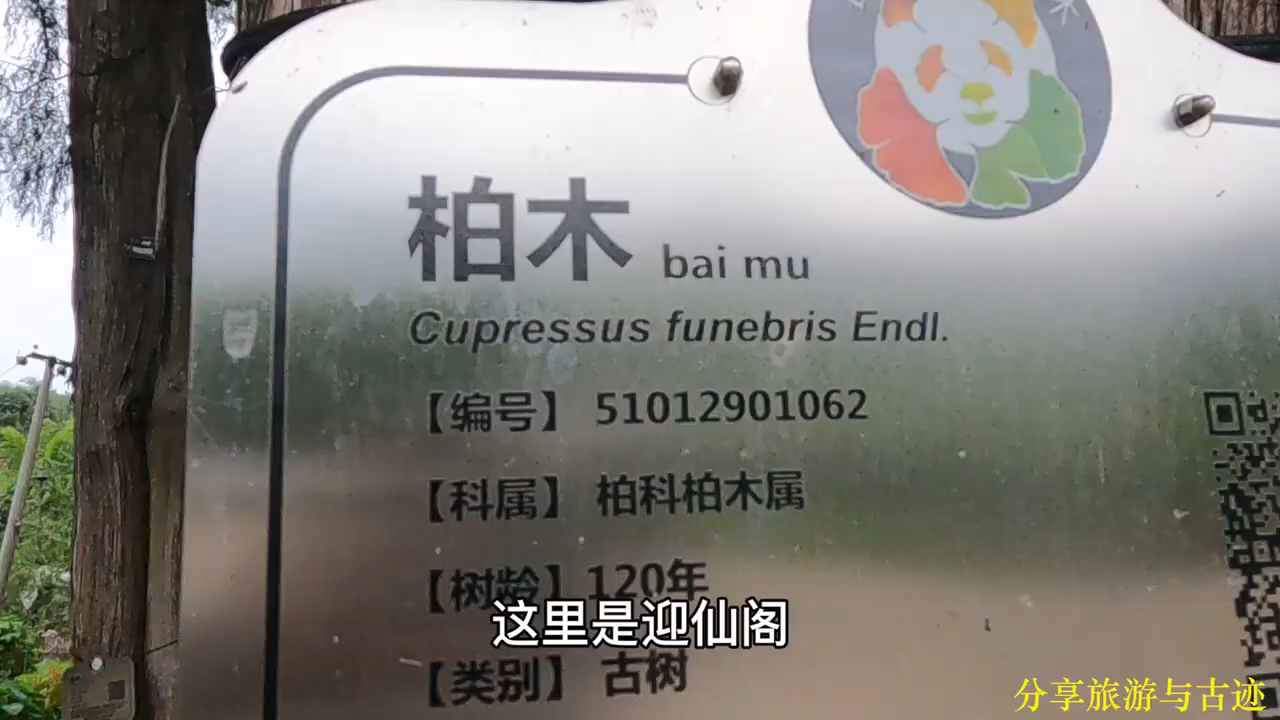 柏木 bai mu
Cupressus funebris Endl.
【编号】 51012901062
【科属】 柏科柏木属
【树龄】 120年
这里是迎仙阁
【类别】 古树
分享旅游与古迹